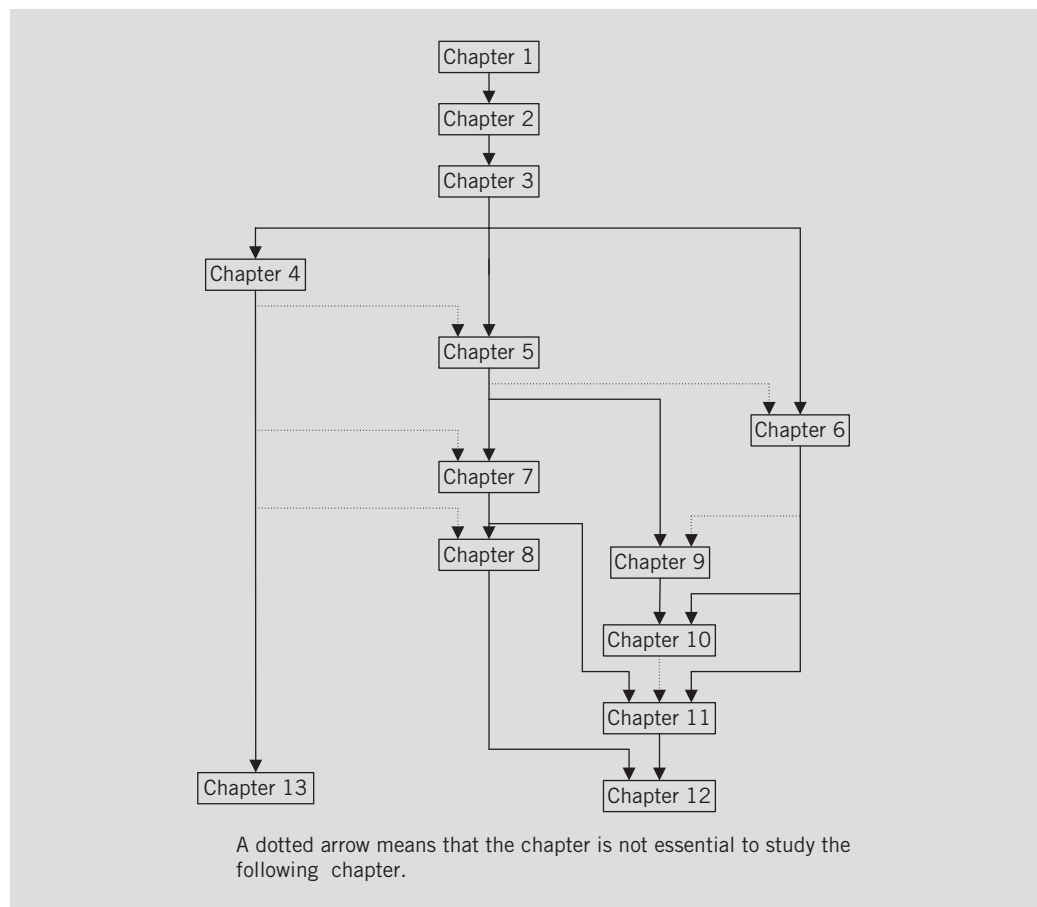 Chapter 1
Chapter 2
Chapter 3
Chapter 4
Chapter 5
Chapter 6
Chapter 7
Chapter 8
Chapter 9
Chapter 10
Chapter 11
Chapter 13
Chapter 12
A dotted arrow means that the chapter is not essential to study the
following chapter.